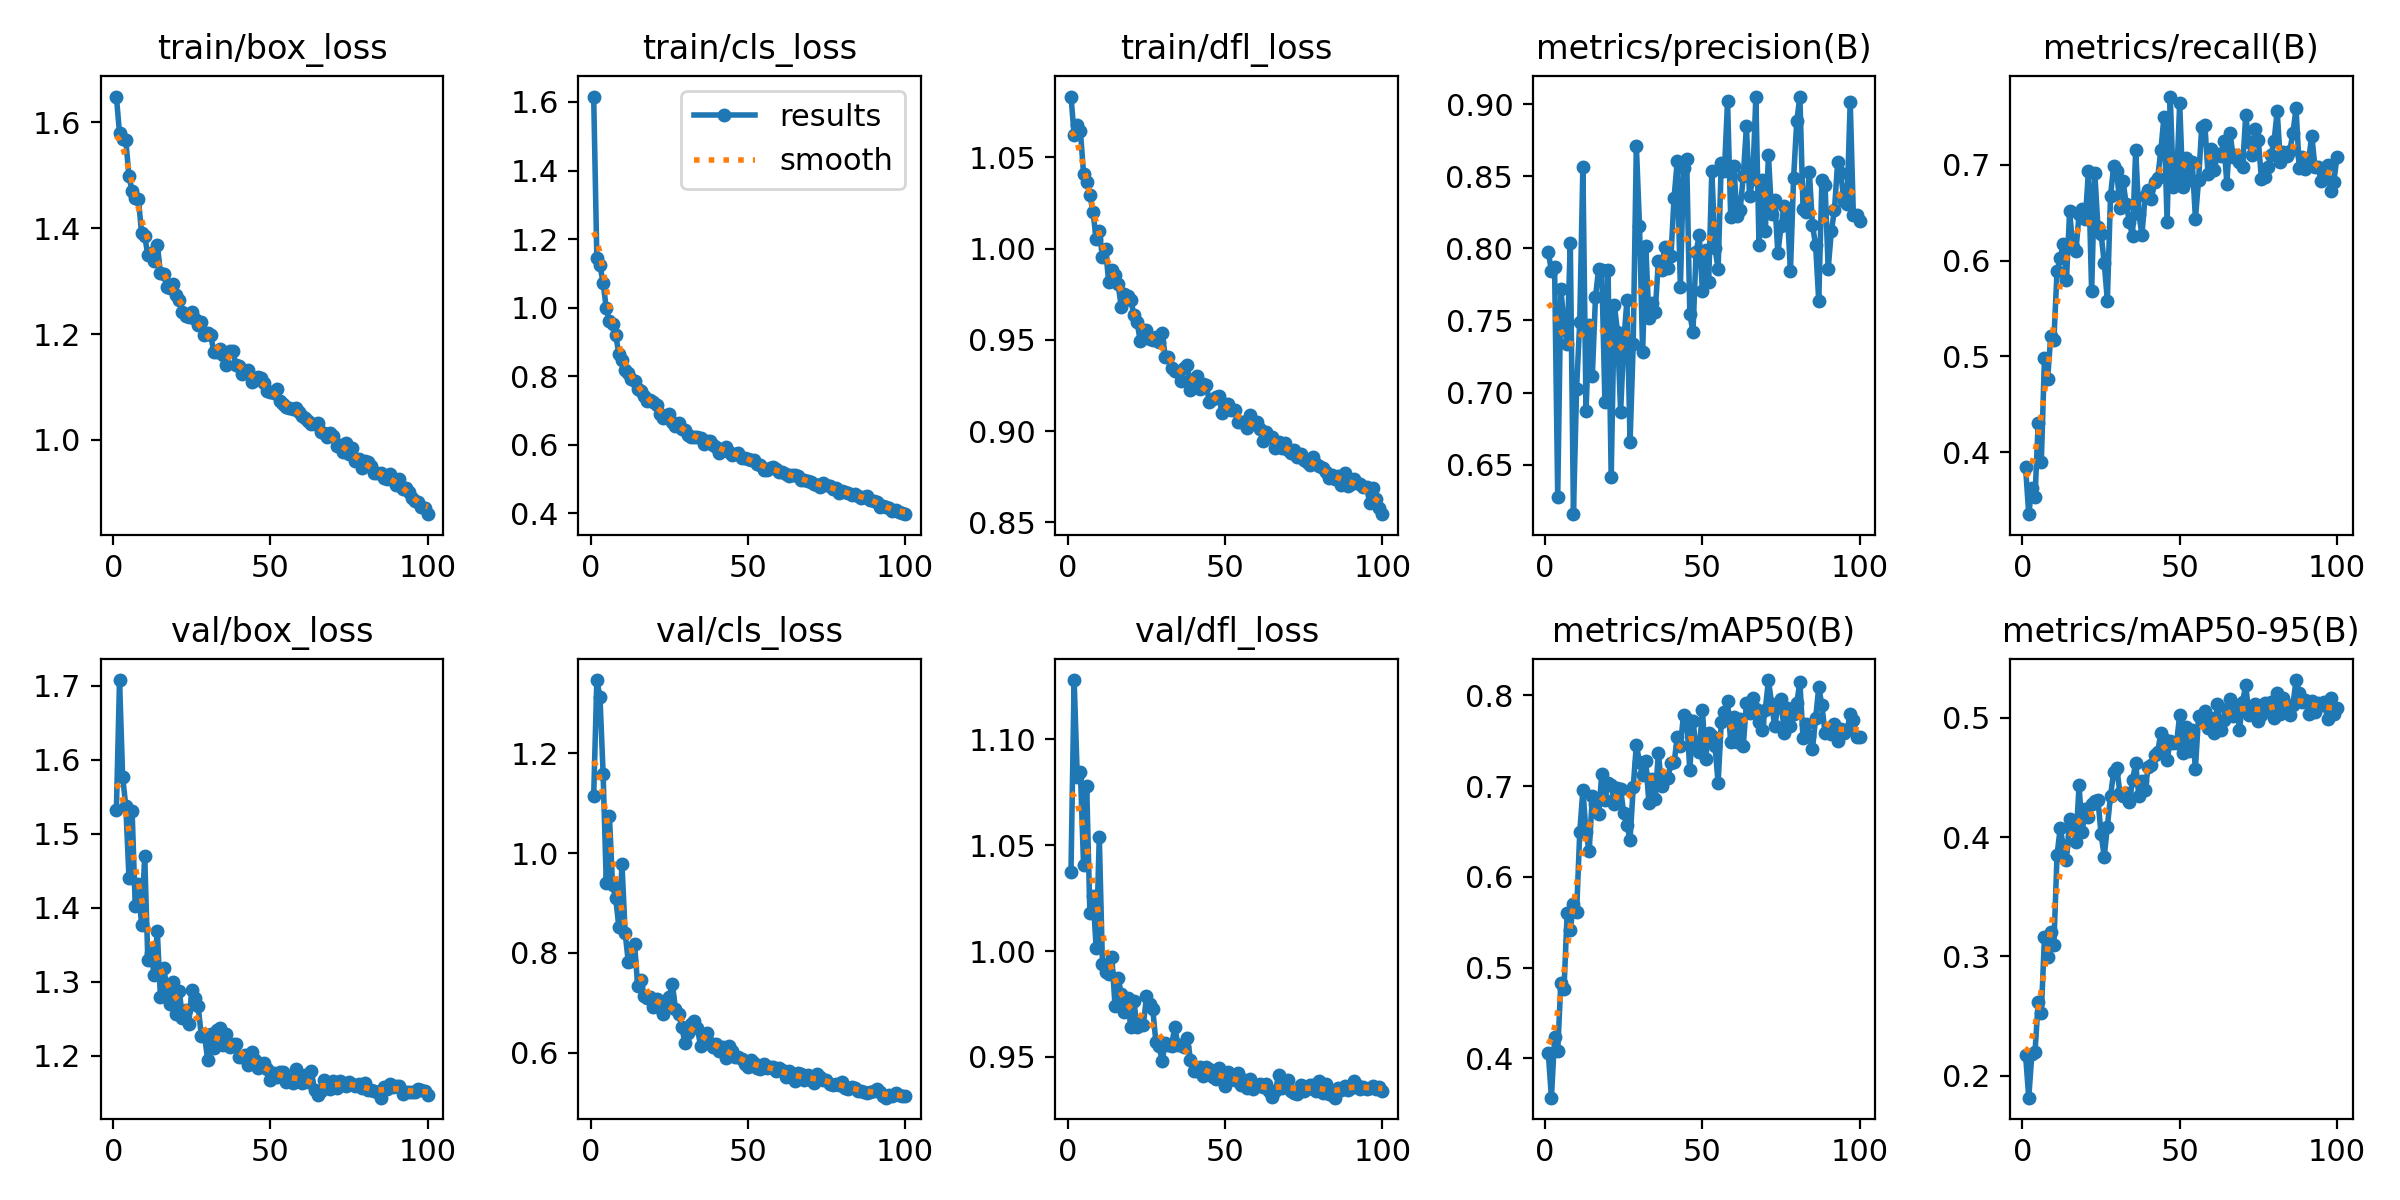 train/box_loss
1.6
1.4
1.2
1.0
0 50 100
train/cls_loss
results
smooth
1.6
1.4
1.2
1.0
0.8
0.6
0.4
0 50 100
train/dfl_loss
1.05
1.00
0.95
0.90
0.85
0 50 100
metrics/precision(B)
0.90
0.85
0.80
0.75
0.70
0.65
0 50 100
metrics/recall(B)
0.7
0.6
0.5
0.4
0 50 100
val/box_loss
1.7
1.6
1.5
1.4
1.3
1.2
0 50 100
val/cls_loss
1.2
1.0
0.8
0.6
0 50 100
val/dfl_loss
1.10
1.05
1.00
0.95
0 50 100
metrics/mAP50(B)
0.8
0.7
0.6
0.5
0.4
0 50 100
metrics/mAP50-95(B)
0.5
0.4
0.3
0.2
0 50 100